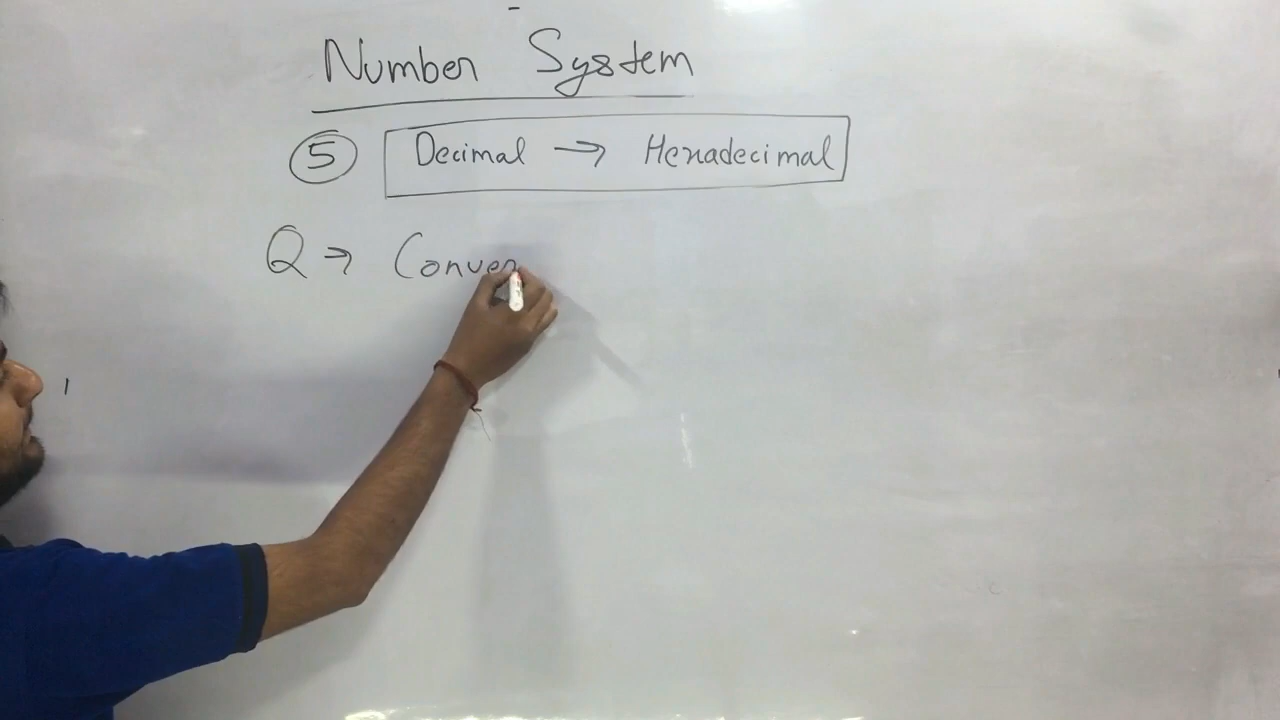 Number System
5 Decimal → Hexadecimal
Q → Conver